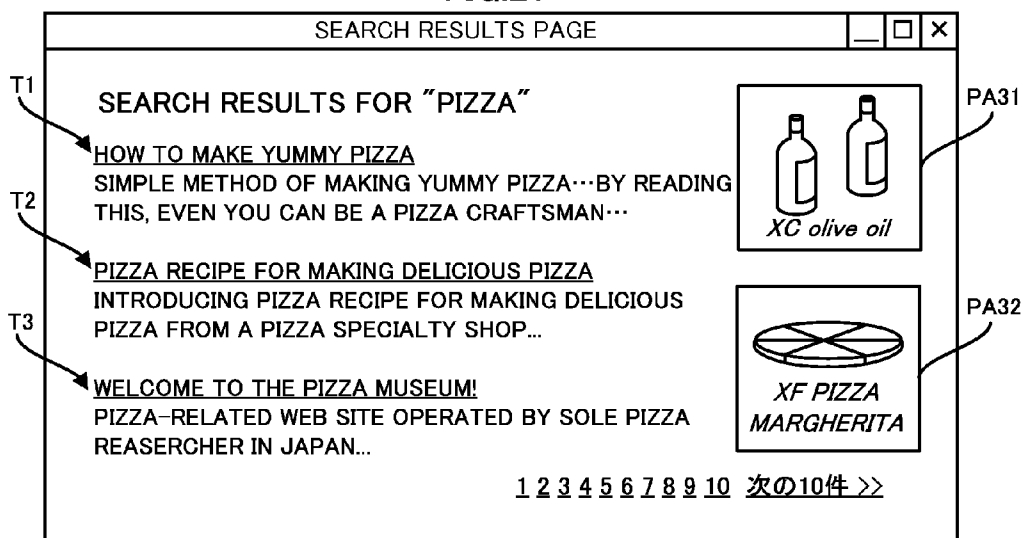 SEARCH RESULTS PAGE
T1
SEARCH RESULTS FOR "PIZZA"
HOW TO MAKE YUMMY PIZZA
SIMPLE METHOD OF MAKING YUMMY PIZZA⋯BY READING
THIS, EVEN YOU CAN BE A PIZZA CRAFTSMAN⋯
T2
PIZZA RECIPE FOR MAKING DELICIOUS PIZZA
INTRODUCING PIZZA RECIPE FOR MAKING DELICIOUS
PIZZA FROM A PIZZA SPECIALTY SHOP...
T3
WELCOME TO THE PIZZA MUSEUM!
PIZZA-RELATED WEB SITE OPERATED BY SOLE PIZZA
REASERCHER IN JAPAN...
PA31
XC olive oil
PA32
XF PIZZA
MARGHERITA
1 2 3 4 5 6 7 8 9 10 次の10件 >>